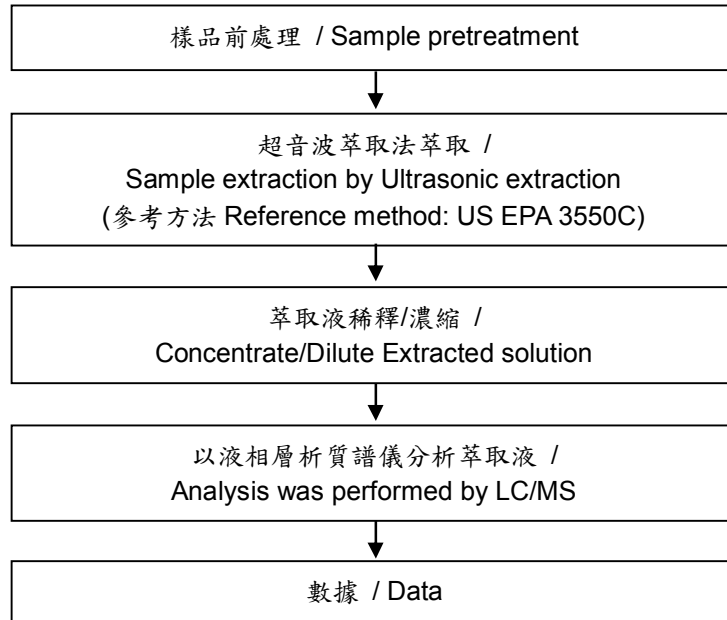 樣品前處理 / Sample pretreatment
超音波萃取法萃取 /
Sample extraction by Ultrasonic extraction
(參考方法 Reference method: US EPA 3550C)
萃取液稀釋/濃縮 /
Concentrate/Dilute Extracted solution
以液相層析質譜儀分析萃取液 /
Analysis was performed by LC/MS
數據 / Data